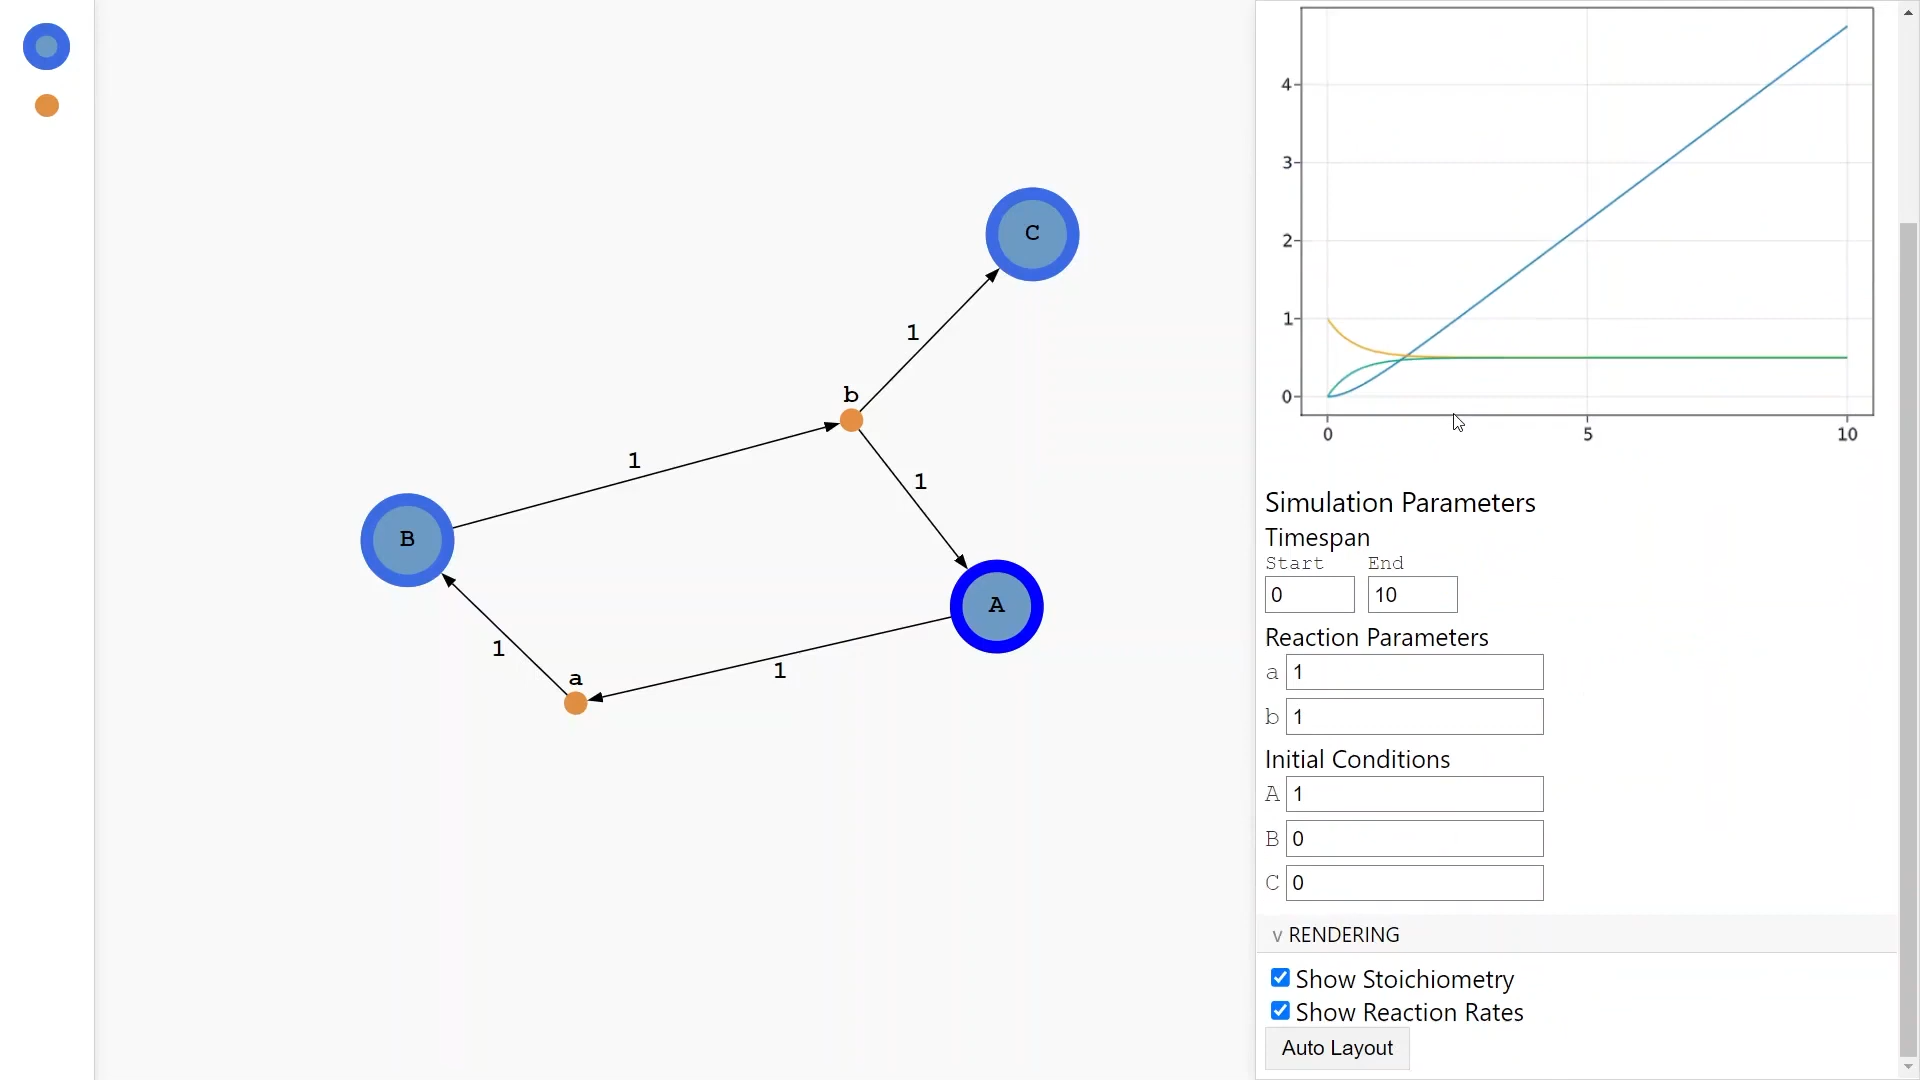 C
1
b
1
1
B
A
1
a
1
4
3
2
1
0
0 5 10
Simulation Parameters
Timespan
Start End
0 10
Reaction Parameters
a 1
b 1
Initial Conditions
A 1
B 0
C 0
v RENDERING
Show Stoichiometry
Show Reaction Rates
Auto Layout